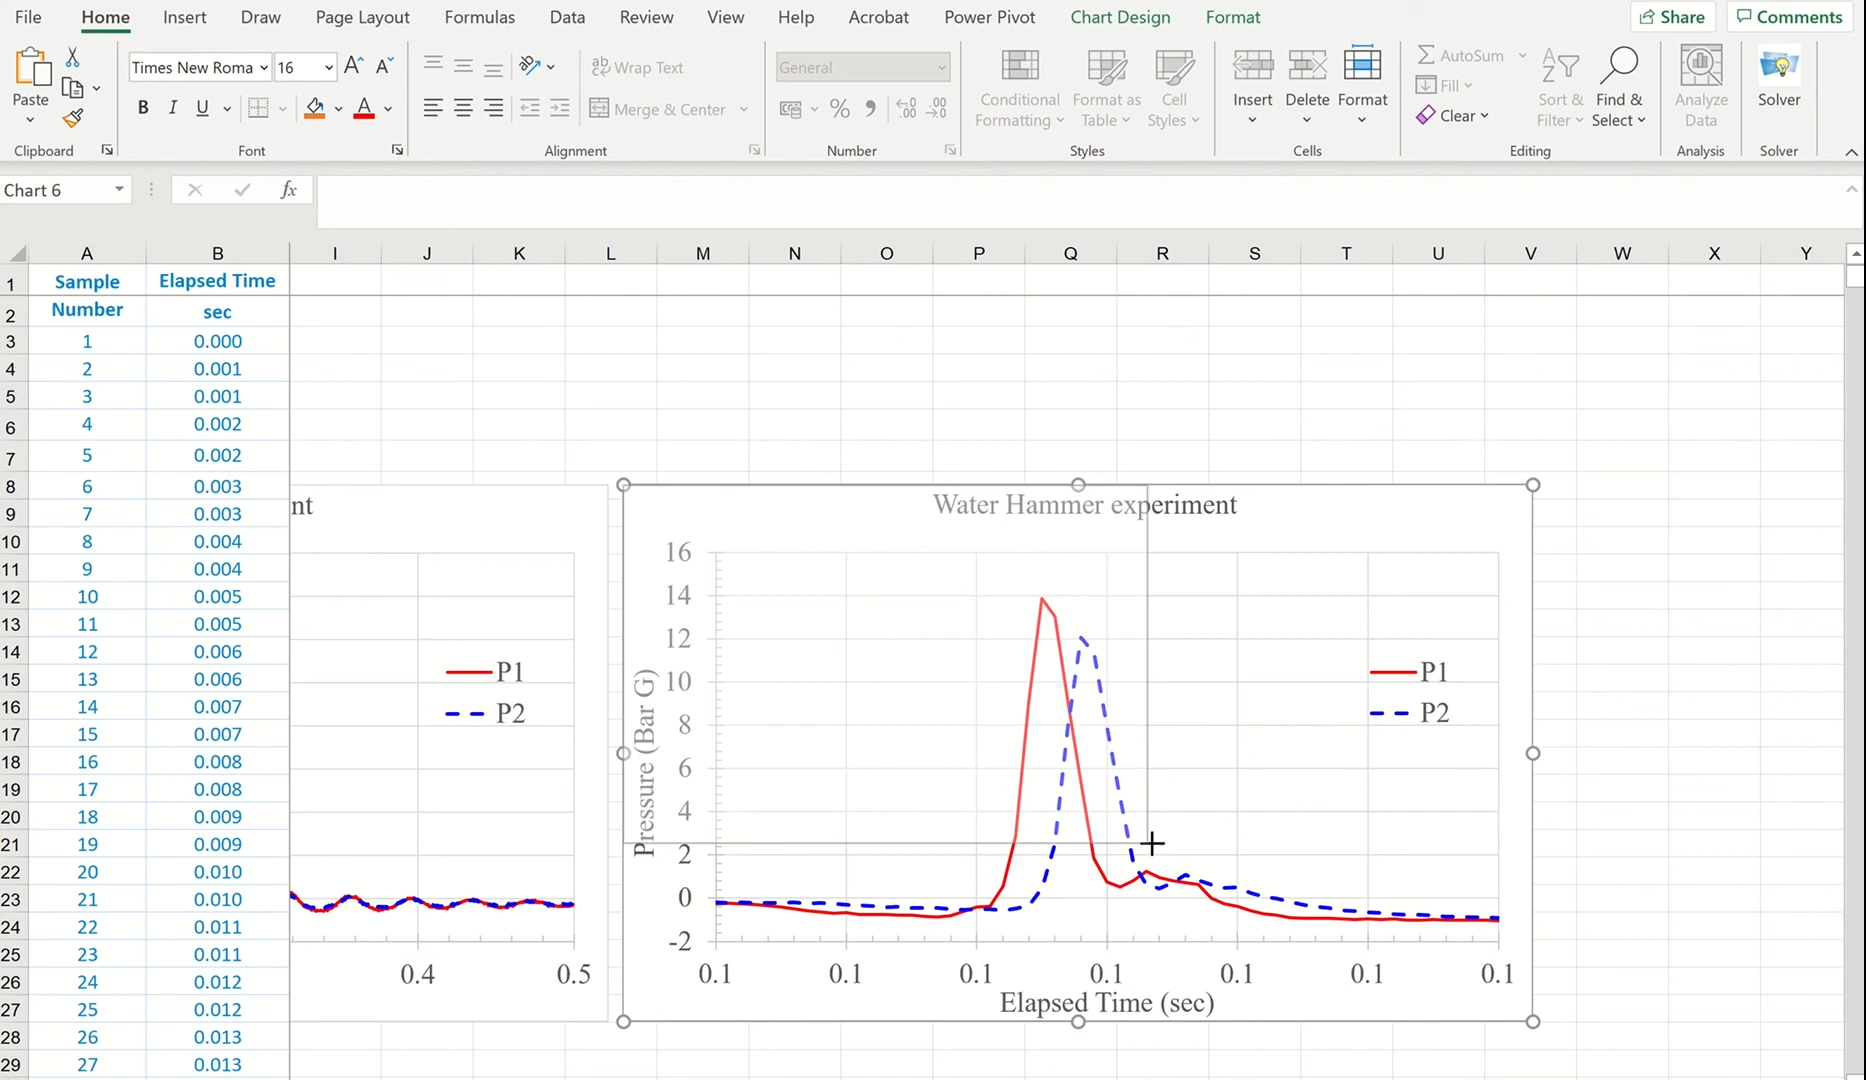 File Home Insert Draw Page Layout Formulas Data Review View Help Acrobat Power Pivot Chart Design Format Share Comments
Times New Roma 16 A^ A˅ ab Wrap Text General AutoSum
Paste Conditional Format as Cell Insert Delete Format Fill Sort & Find & Analyze Solver
B I U A Merge & Center % 9 .00 .00 Formatting Table Styles Clear Filter Select Data
Clipboard Font Alignment Number Styles Cells Editing Analysis Solver
Chart 6 fx
A B I J K L M N O P Q R S T U V W X Y
1 Sample Elapsed Time
2 Number sec
3 1 0.000
4 2 0.001
5 3 0.001
6 4 0.002
7 5 0.002
8 6 0.003
9 7 0.003
10 8 0.004
11 9 0.004
12 10 0.005
13 11 0.005
14 12 0.006
15 13 0.006
16 14 0.007
17 15 0.007
18 16 0.008
19 17 0.008
20 18 0.009
21 19 0.009
22 20 0.010
23 21 0.010
24 22 0.011
25 23 0.011
26 24 0.012
27 25 0.012
28 26 0.013
29 27 0.013
nt
P1
P2
0.4 0.5
Water Hammer experiment
Pressure (Bar G)
16
14
12
10
8
6
4
2
0
-2
P1
P2
0.1 0.1 0.1 0.1 0.1 0.1 0.1
Elapsed Time (sec)